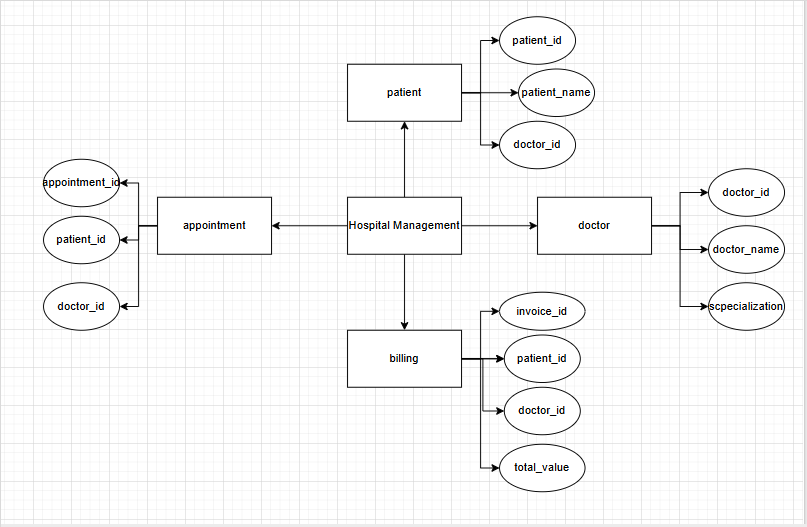 patient_id
patient
patient_name
doctor_id
appointment_id
patient_id
doctor_id
appointment
Hospital Management
doctor
doctor_id
doctor_name
scpecialization
billing
invoice_id
patient_id
doctor_id
total_value